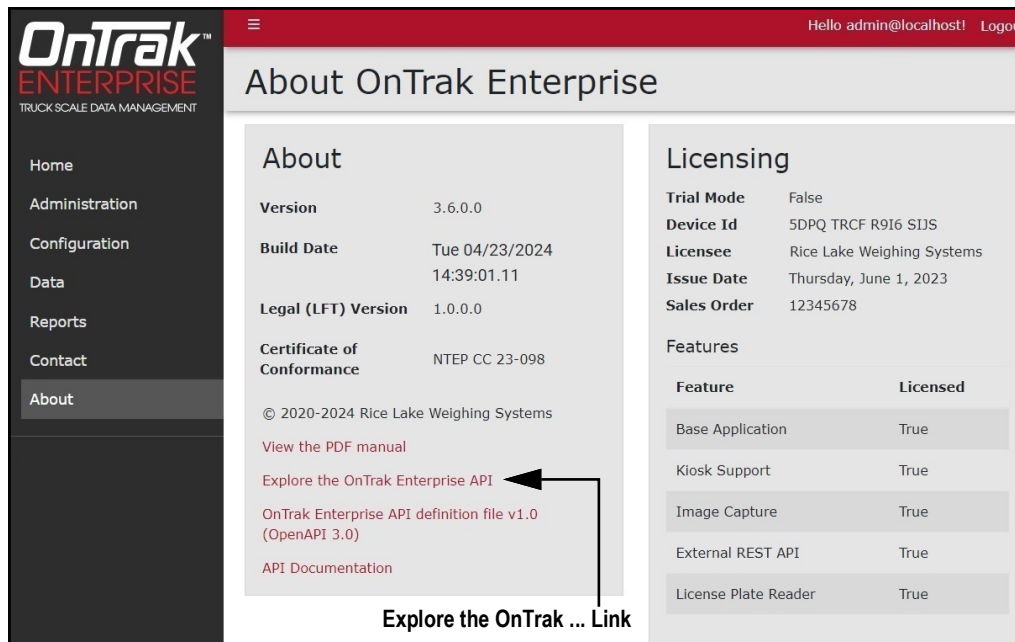 OnTrak™
ENTERPRISE
TRUCK SCALE DATA MANAGEMENT
Home
Administration
Configuration
Data
Reports
Contact
About
☰
Hello admin@localhost! Logou
About OnTrak Enterprise
About
Version 3.6.0.0
Build Date Tue 04/23/2024
14:39:01.11
Legal (LFT) Version 1.0.0.0
Certificate of
Conformance NTEP CC 23-098
© 2020-2024 Rice Lake Weighing Systems
View the PDF manual
Explore the OnTrak Enterprise API
OnTrak Enterprise API definition file v1.0
(OpenAPI 3.0)
API Documentation
Explore the OnTrak ... Link
Licensing
Trial Mode False
Device Id 5DPQ TRCF R9I6 SIJS
Licensee Rice Lake Weighing Systems
Issue Date Thursday, June 1, 2023
Sales Order 12345678
Features
Feature Licensed
Base Application True
Kiosk Support True
Image Capture True
External REST API True
License Plate Reader True